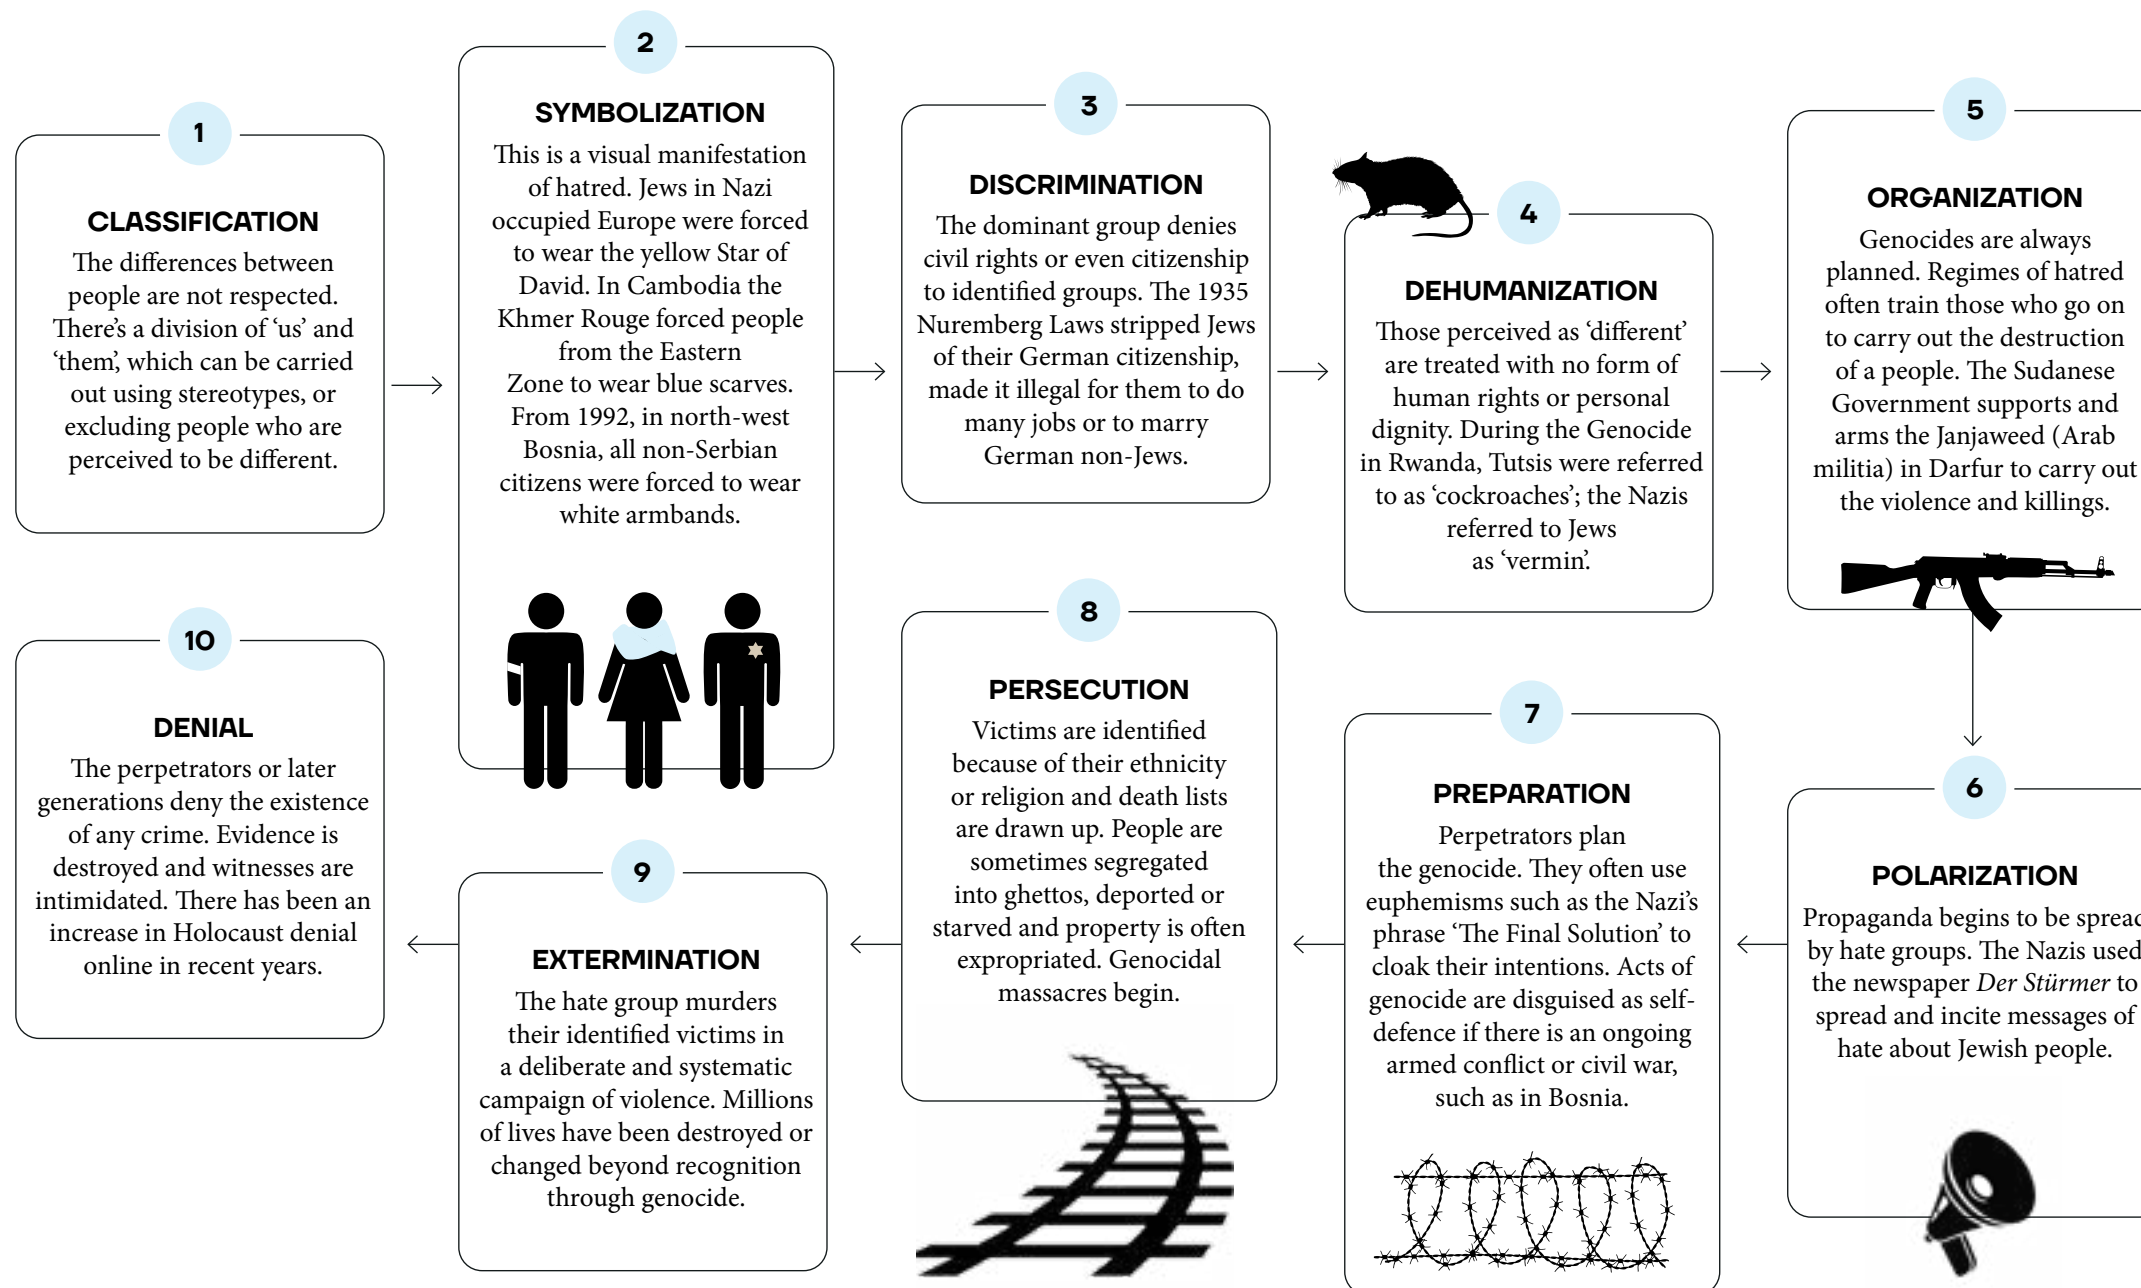 1
CLASSIFICATION
The differences between
people are not respected.
There's a division of ‘us’ and
‘them’, which can be carried
out using stereotypes, or
excluding people who are
perceived to be different.
2
SYMBOLIZATION
This is a visual manifestation
of hatred. Jews in Nazi
occupied Europe were forced
to wear the yellow Star of
David. In Cambodia the
Khmer Rouge forced people
from the Eastern
Zone to wear blue scarves.
From 1992, in north-west
Bosnia, all non-Serbian
citizens were forced to wear
white armbands.
3
DISCRIMINATION
The dominant group denies
civil rights or even citizenship
to identified groups. The 1935
Nuremberg Laws stripped Jews
of their German citizenship,
made it illegal for them to do
many jobs or to marry
German non-Jews.
4
DEHUMANIZATION
Those perceived as ‘different’
are treated with no form of
human rights or personal
dignity. During the Genocide
in Rwanda, Tutsis were referred
to as ‘cockroaches’; the Nazis
referred to Jews
as ‘vermin’.
5
ORGANIZATION
Genocides are always
planned. Regimes of hatred
often train those who go on
to carry out the destruction
of a people. The Sudanese
Government supports and
arms the Janjaweed (Arab
militia) in Darfur to carry out
the violence and killings.
6
POLARIZATION
Propaganda begins to be spread
by hate groups. The Nazis used
the newspaper Der Stürmer to
spread and incite messages of
hate about Jewish people.
7
PREPARATION
Perpetrators plan
the genocide. They often use
euphemisms such as the Nazi’s
phrase ‘The Final Solution’ to
cloak their intentions. Acts of
genocide are disguised as self-
defence if there is an ongoing
armed conflict or civil war,
such as in Bosnia.
8
PERSECUTION
Victims are identified
because of their ethnicity
or religion and death lists
are drawn up. People are
sometimes segregated
into ghettos, deported or
starved and property is often
expropriated. Genocidal
massacres begin.
9
EXTERMINATION
The hate group murders
their identified victims in
a deliberate and systematic
campaign of violence. Millions
of lives have been destroyed or
changed beyond recognition
through genocide.
10
DENIAL
The perpetrators or later
generations deny the existence
of any crime. Evidence is
destroyed and witnesses are
intimidated. There has been an
increase in Holocaust denial
online in recent years.